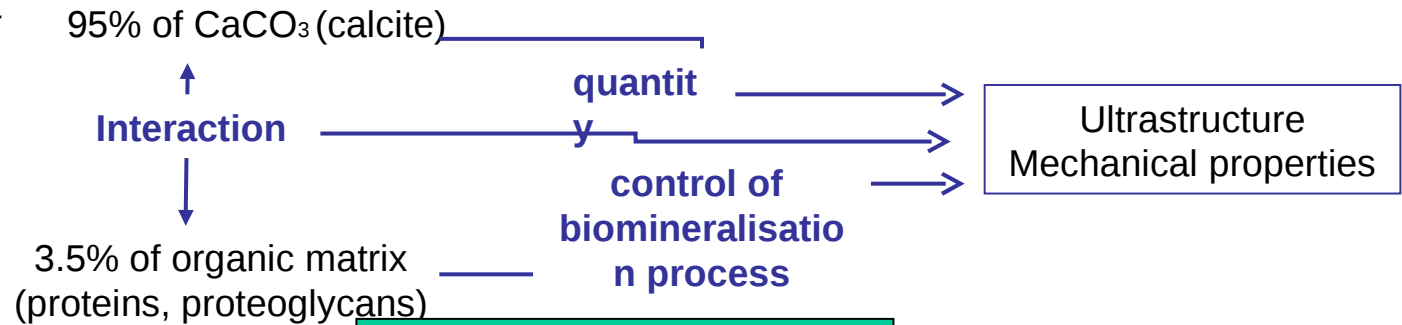 95% of CaCO3 (calcite)
quantit
y
Interaction
Ultrastructure
Mechanical properties
control of
biomineralisatio
n process
3.5% of organic matrix
(proteins, proteoglycans)